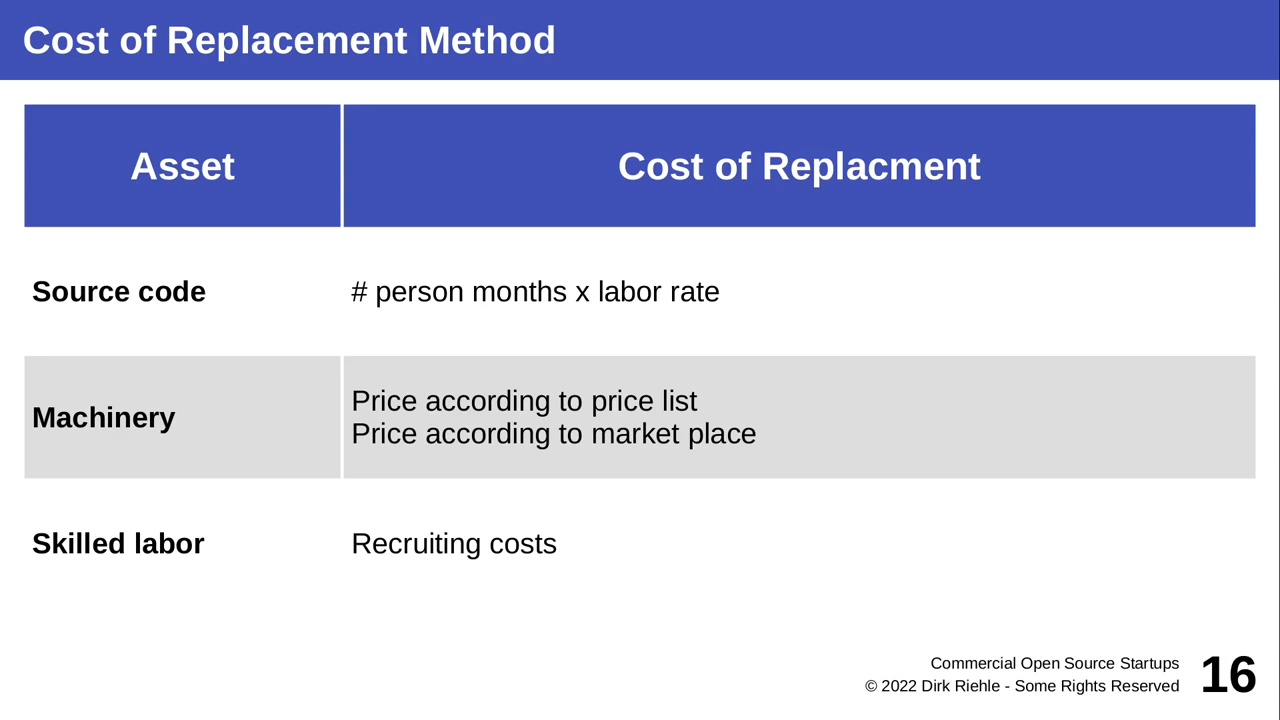 Cost of Replacement Method
Asset
Cost of Replacment
Source code
# person months x labor rate
Machinery
Price according to price list
Price according to market place
Skilled labor
Recruiting costs
Commercial Open Source Startups
© 2022 Dirk Riehle - Some Rights Reserved
16